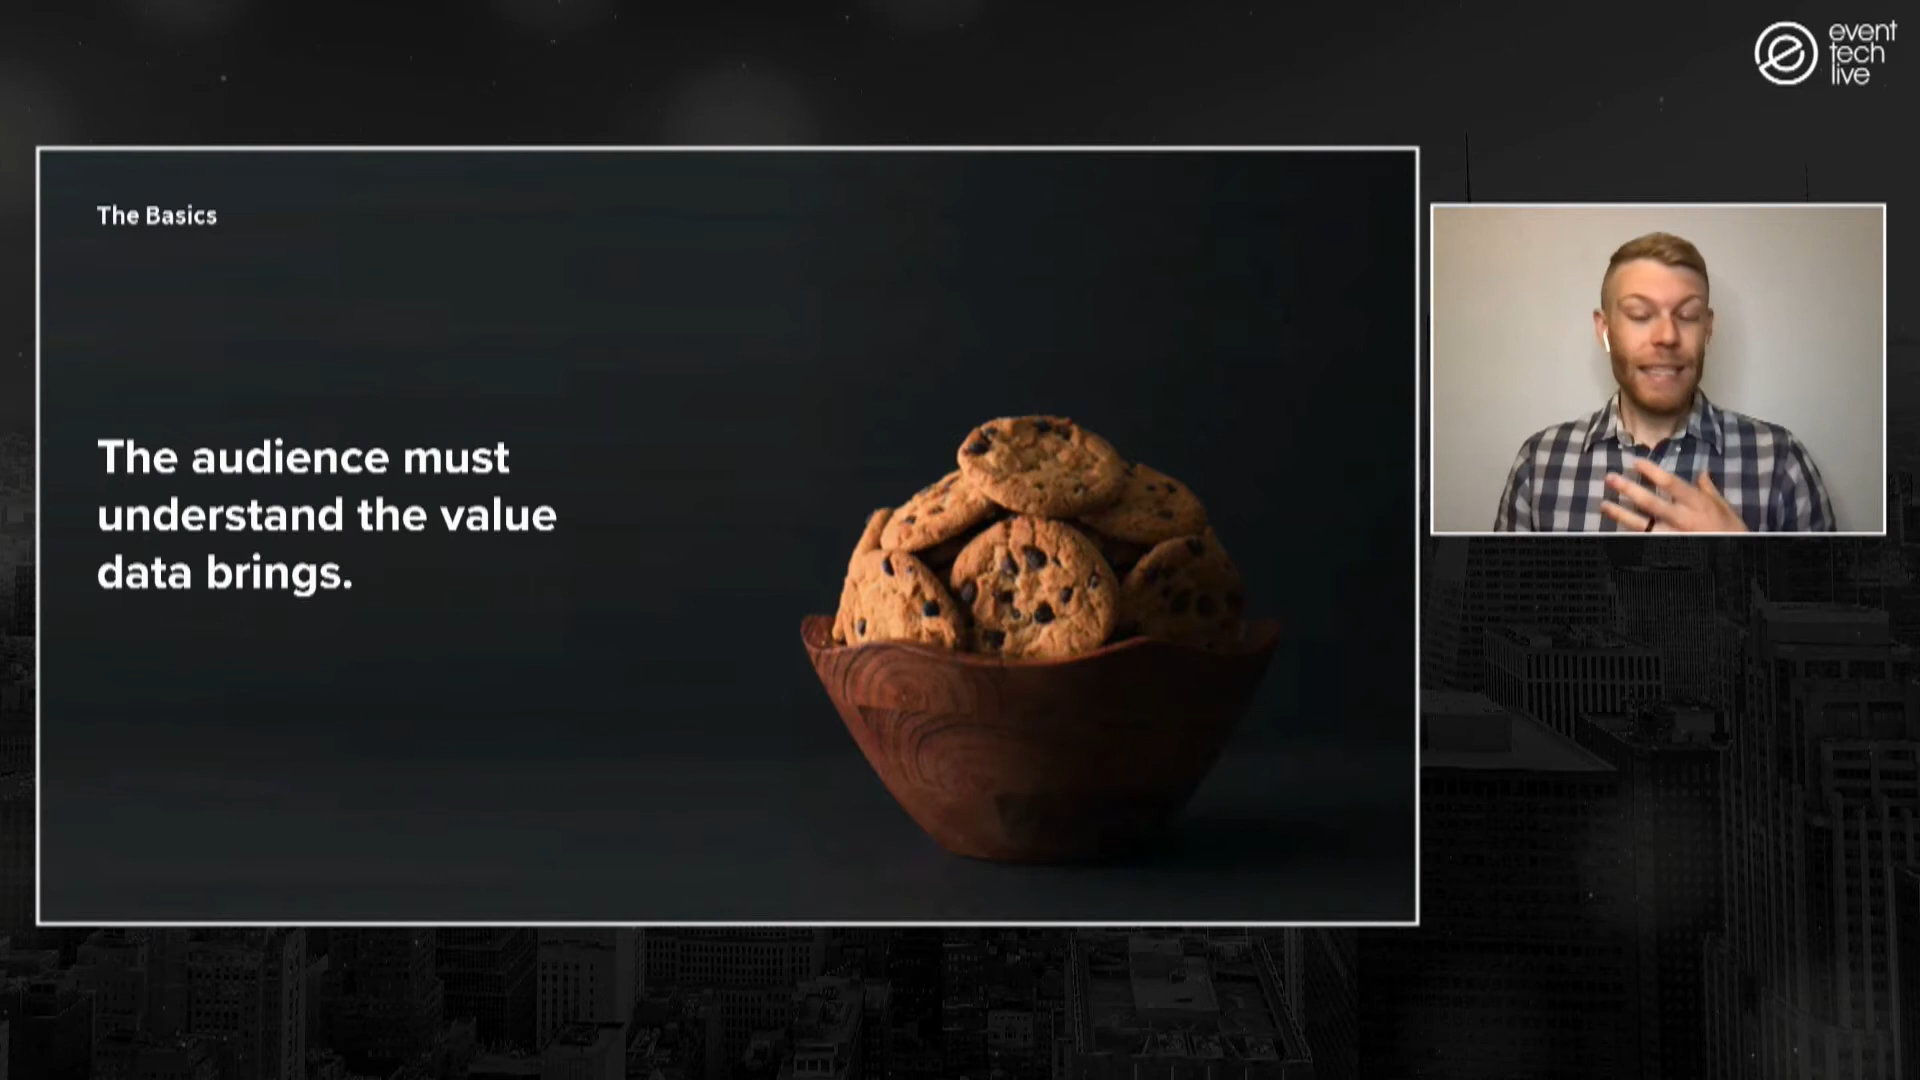 event
tech
live
The Basics
The audience must
understand the value
data brings.